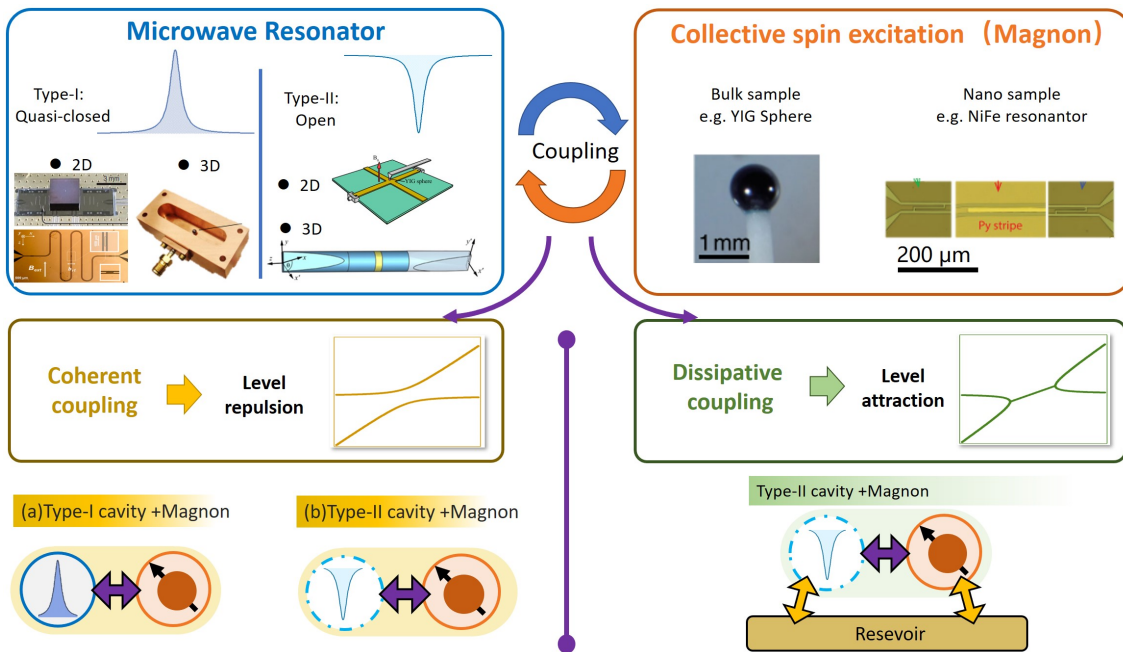 Microwave Resonator
Type-I:
Quasi-closed
Type-II:
Open
● 2D
● 3D
3 mm
● 2D
YIG sphere
● 3D
y
z
x
x'
θ
y'
x'
Coupling
Collective spin excitation（Magnon）
Bulk sample
e.g. YIG Sphere
1 mm
Nano sample
e.g. NiFe resonantor
Py stripe
200 µm
Coherent
coupling
Level
repulsion
Dissipative
coupling
Level
attraction
(a)Type-I cavity +Magnon
(b)Type-II cavity +Magnon
Type-II cavity +Magnon
Resevoir